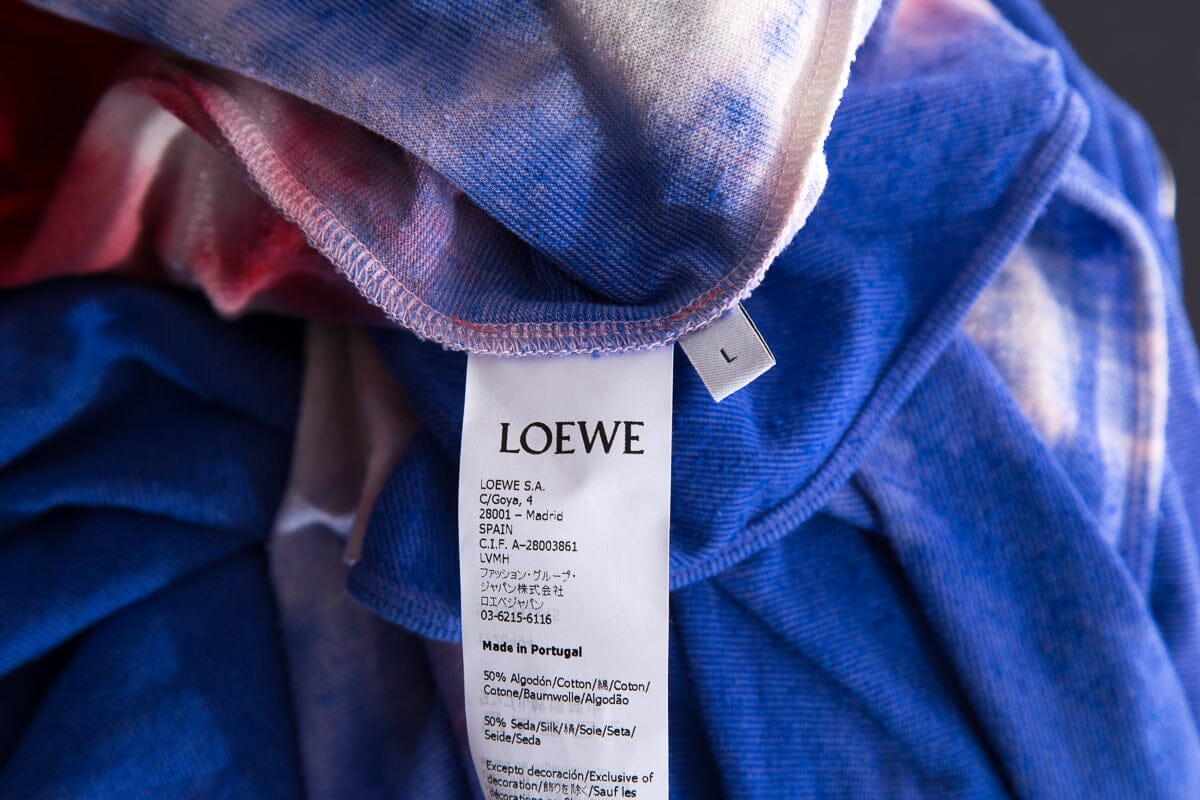 L
LOEWE
LOEWE S.A.
C/Goya, 4
28001 – Madrid
SPAIN
C.I.F. A–28003861
LVMH
ファッション・グループ・
ジャパン株式会社
ロエベジャパン
03-6215-6116
Made in Portugal
50% Algodón/Cotton/綿/Coton/
Cotone/Baumwolle/Algodão
50% Seda/Silk/絹/Soie/Seta/
Seide/Seda
Excepto decoración/Exclusive of
decoration/飾りを除く/Sauf les
décorations